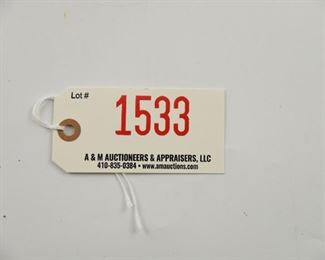 Lot #
1533
A & M AUCTIONEERS & APPRAISERS, LLC
410-835-0384 • www.amauctions.com